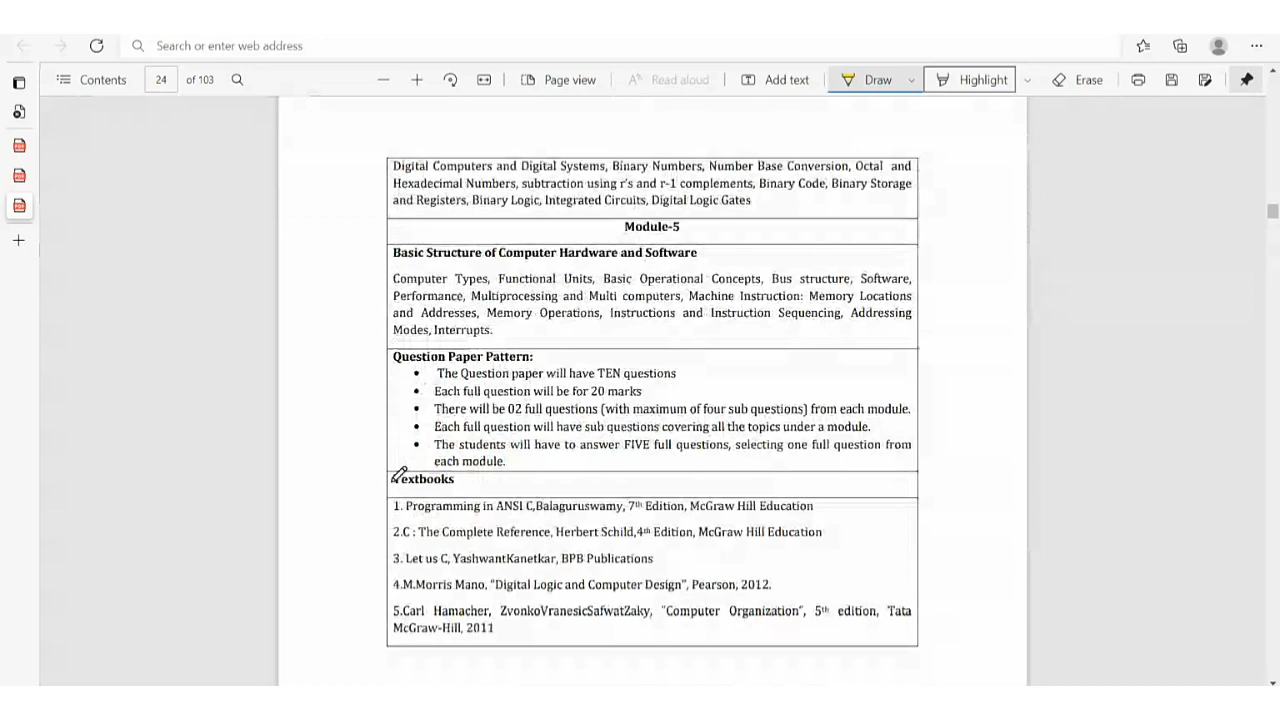 Search or enter web address
Contents 24 of 103 Page view Read aloud Add text Draw Highlight Erase
Digital Computers and Digital Systems, Binary Numbers, Number Base Conversion, Octal and
Hexadecimal Numbers, subtraction using r's and r-1 complements, Binary Code, Binary Storage
and Registers, Binary Logic, Integrated Circuits, Digital Logic Gates
Module-5
Basic Structure of Computer Hardware and Software
Computer Types, Functional Units, Basic Operational Concepts, Bus structure, Software,
Performance, Multiprocessing and Multi computers, Machine Instruction: Memory Locations
and Addresses, Memory Operations, Instructions and Instruction Sequencing, Addressing
Modes, Interrupts.
Question Paper Pattern:
• The Question paper will have TEN questions
• Each full question will be for 20 marks
• There will be 02 full questions (with maximum of four sub questions) from each module.
• Each full question will have sub questions covering all the topics under a module.
• The students will have to answer FIVE full questions, selecting one full question from
each module.
Textbooks
1. Programming in ANSI C,Balaguruswamy, 7th Edition, McGraw Hill Education
2.C : The Complete Reference, Herbert Schild,4th Edition, McGraw Hill Education
3. Let us C, YashwantKanetkar, BPB Publications
4.M.Morris Mano, "Digital Logic and Computer Design", Pearson, 2012.
5.Carl Hamacher, ZvonkoVranesicSafwatZaky, "Computer Organization", 5th edition, Tata
McGraw-Hill, 2011